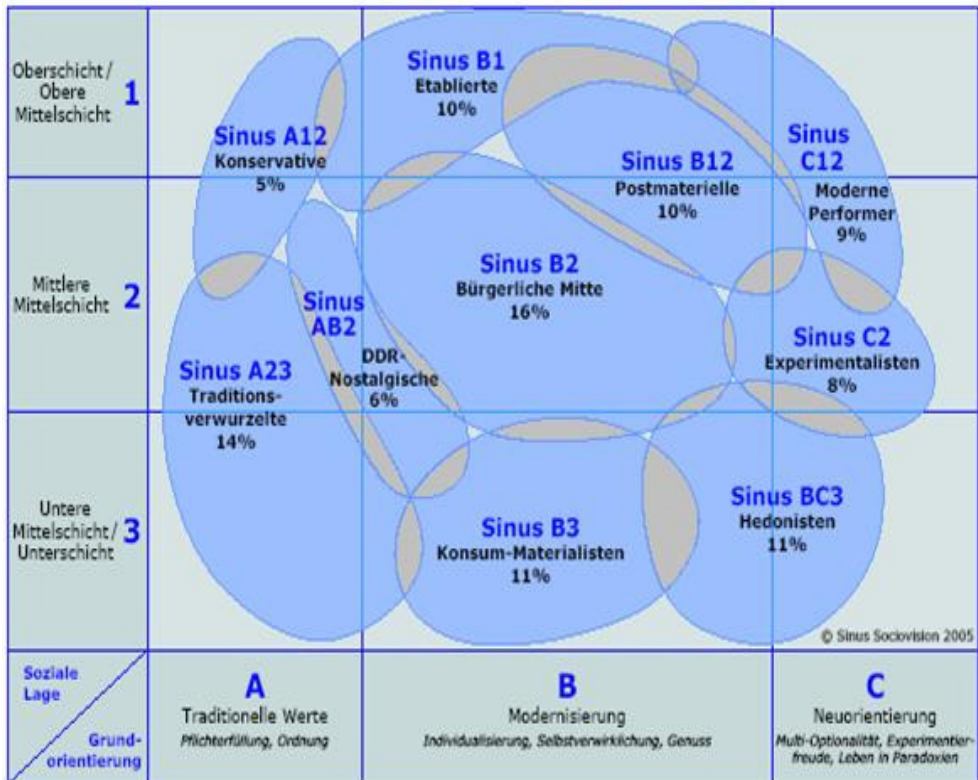 Oberschicht /
Obere
Mittelschicht
1
Sinus B1
Etablierte
10%
Sinus A12
Konservative
5%
Sinus B12
Postmaterielle
10%
Sinus
C12
Moderne
Performer
9%
Mittlere
Mittelschicht
2
Sinus B2
Bürgerliche Mitte
16%
Sinus
AB2
DDR-
Nostalgische
6%
Sinus A23
Traditions-
verwurzelte
14%
Sinus C2
Experimentalisten
8%
Untere
Mittelschicht /
Unterschicht
3
Sinus B3
Konsum-Materialisten
11%
Sinus BC3
Hedonisten
11%
© Sinus Sociovision 2005
Soziale
Lage
Grund-
orientierung
A
Traditionelle Werte
Pflichterfüllung, Ordnung
B
Modernisierung
Individualisierung, Selbstverwirklichung, Genuss
C
Neuorientierung
Multi-Optionalität, Experimentier-
freude, Leben in Paradoxien